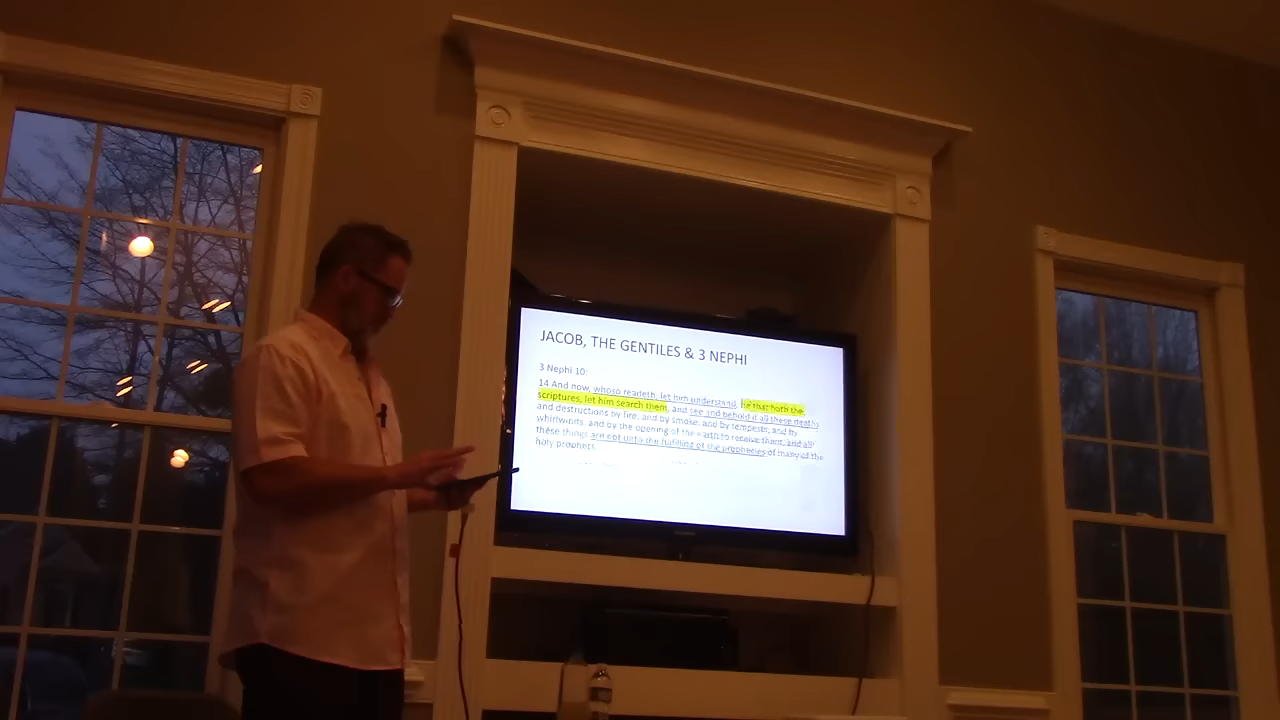 JACOB, THE GENTILES & 3 NEPHI
3 Nephi 10:
14 And now, whoso readeth, let him understand, he that hath the
scriptures, let him search them, and see and behold if all these deaths
and destructions by fire, and by smoke, and by tempests, and by
whirlwinds, and by the opening of the earth to receive them, and all
these things are not unto the fulfilling of the prophecies of many of the
holy prophets.